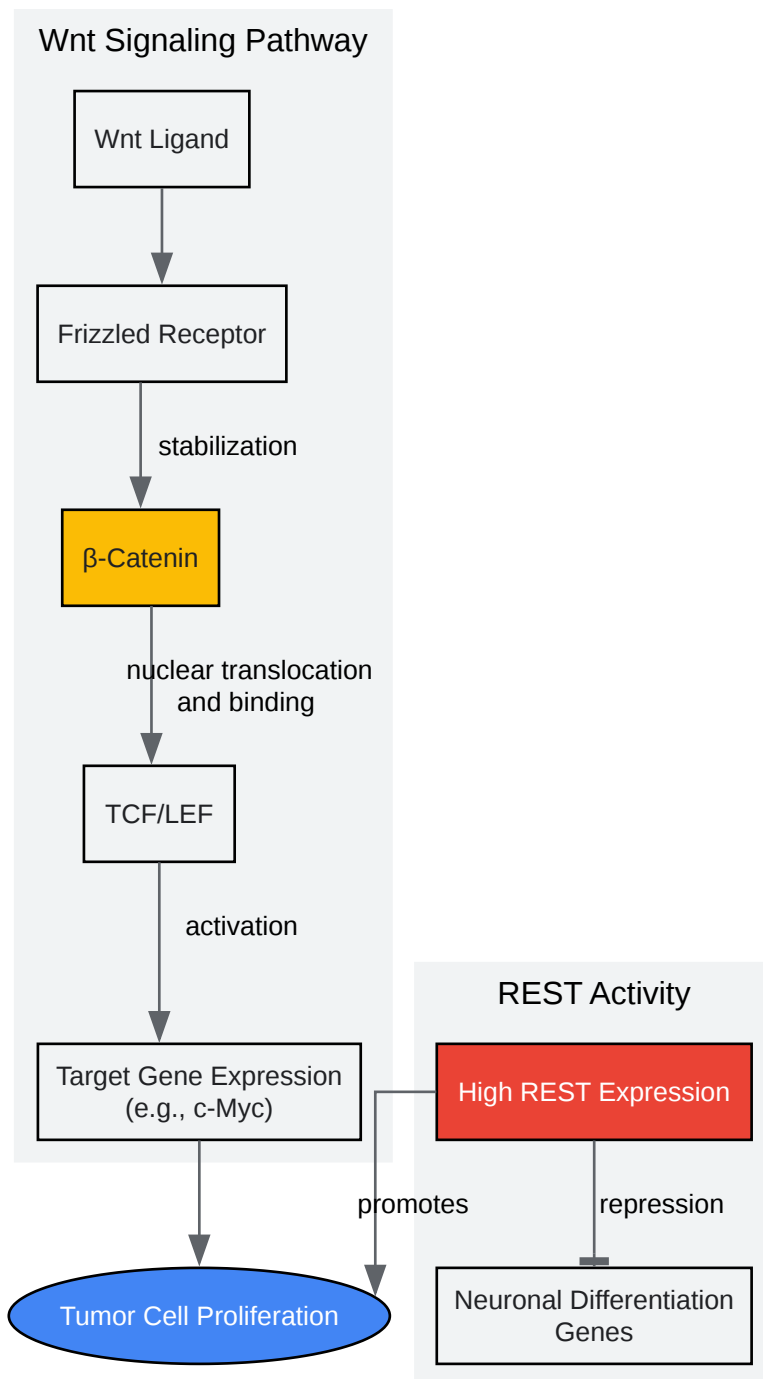 Wnt Signaling Pathway
Wnt Ligand
Frizzled Receptor
stabilization
β-Catenin
nuclear translocation
and binding
TCF/LEF
activation
Target Gene Expression
(e.g., c-Myc)
REST Activity
High REST Expression
promotes
repression
Tumor Cell Proliferation
Neuronal Differentiation
Genes